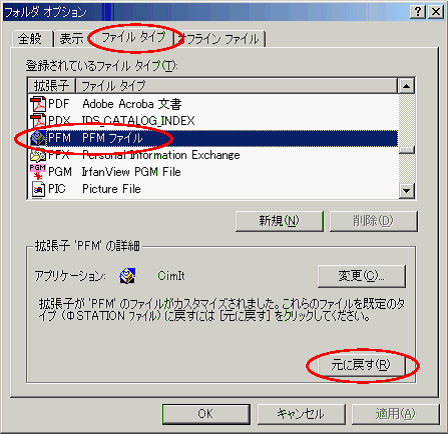 フォルダ オプション
全般 表示 ファイル タイプ オフライン ファイル
登録されているファイル タイプ(T):
拡張子 ファイル タイプ
PDF Adobe Acroba 文書
PDX IDS_CATALOG_INDEX
PFM PFM ファイル
PFX Personal Information Exchange
PGM IrfanView PGM File
PIC Picture File
新規(N) 削除(D)
拡張子 'PFM' の詳細
アプリケーション: CimIt 変更(C)...
拡張子が 'PFM' のファイルがカスタマイズされました。これらのファイルを既定のタ
イプ (ΦSTATION ファイル) に戻すには [元に戻す] をクリックしてください。
元に戻す(R)
OK キャンセル 適用(A)